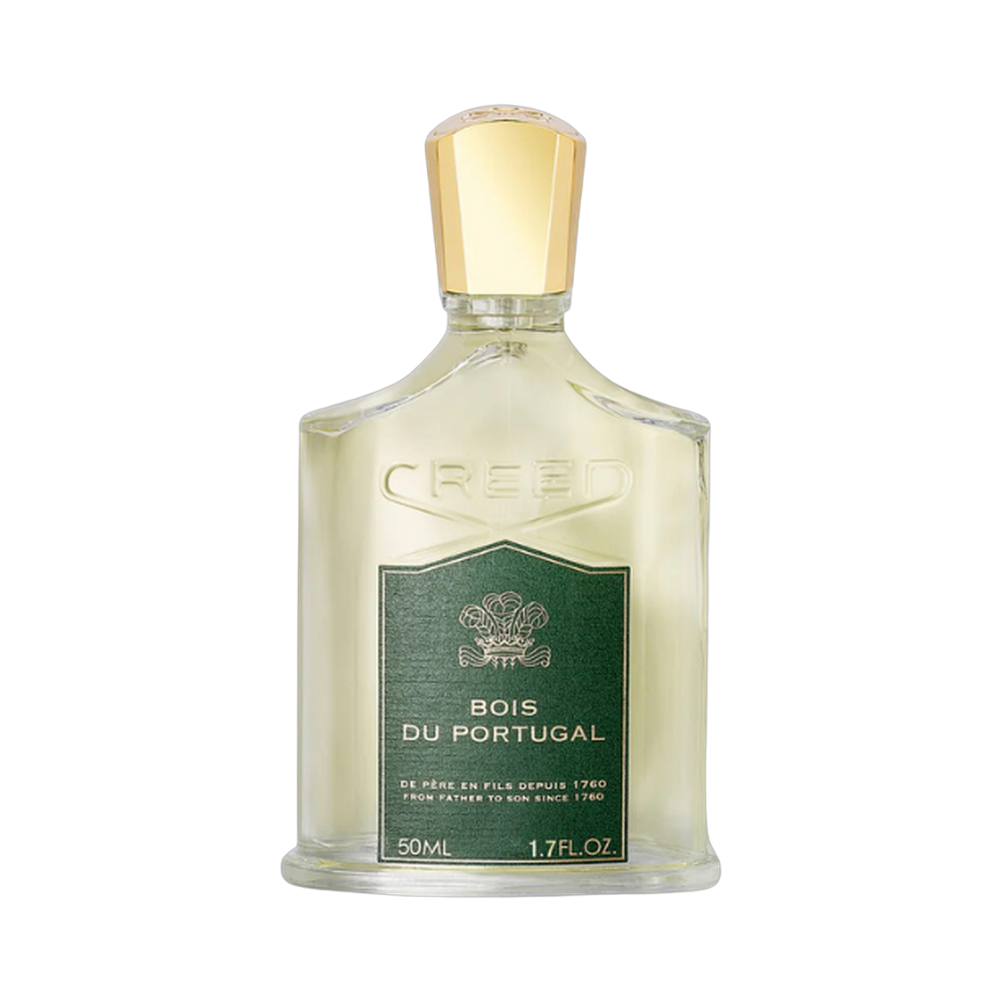 CREED
BOIS
DU PORTUGAL
DE PÈRE EN FILS DEPUIS 1760
FROM FATHER TO SON SINCE 1760
50ML 1.7FL.OZ.